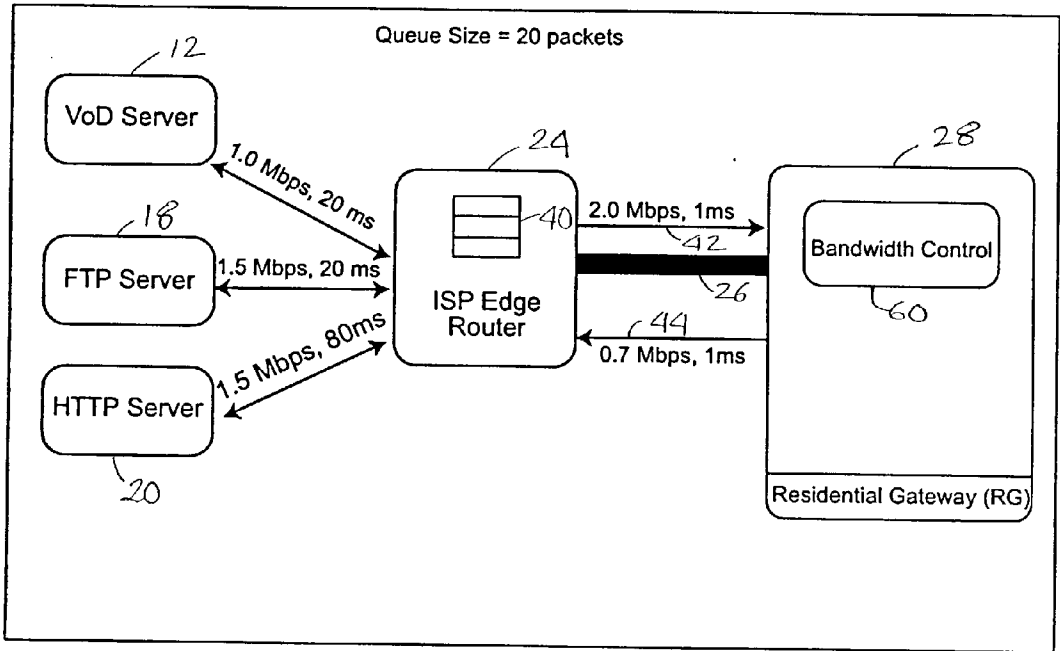 Queue Size = 20 packets
12
VoD Server
1.0 Mbps, 20 ms
18
FTP Server
1.5 Mbps, 20 ms
1.5 Mbps, 80ms
HTTP Server
20
24
40
ISP Edge
Router
2.0 Mbps, 1ms
42
26
44
0.7 Mbps, 1ms
28
Bandwidth Control
60
Residential Gateway (RG)